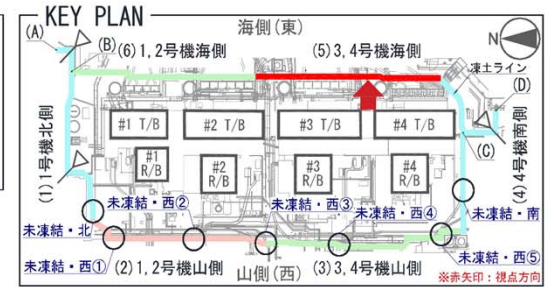 KEY PLAN
海側(東)
(A)
(B)
(6)1,2号機海側
(5)3,4号機海側
N
凍土ライン
(D)
#1 T/B
#2 T/B
#3 T/B
#4 T/B
(C)
(1)1号機北側
#1
R/B
#2
R/B
#3
R/B
#4
R/B
(4)4号機南側
未凍結・西②
未凍結・西③
未凍結・西④
未凍結・北
未凍結・南
未凍結・西①
(2)1,2号機山側
山側(西)
(3)3,4号機山側
未凍結・西⑤
※赤矢印：視点方向